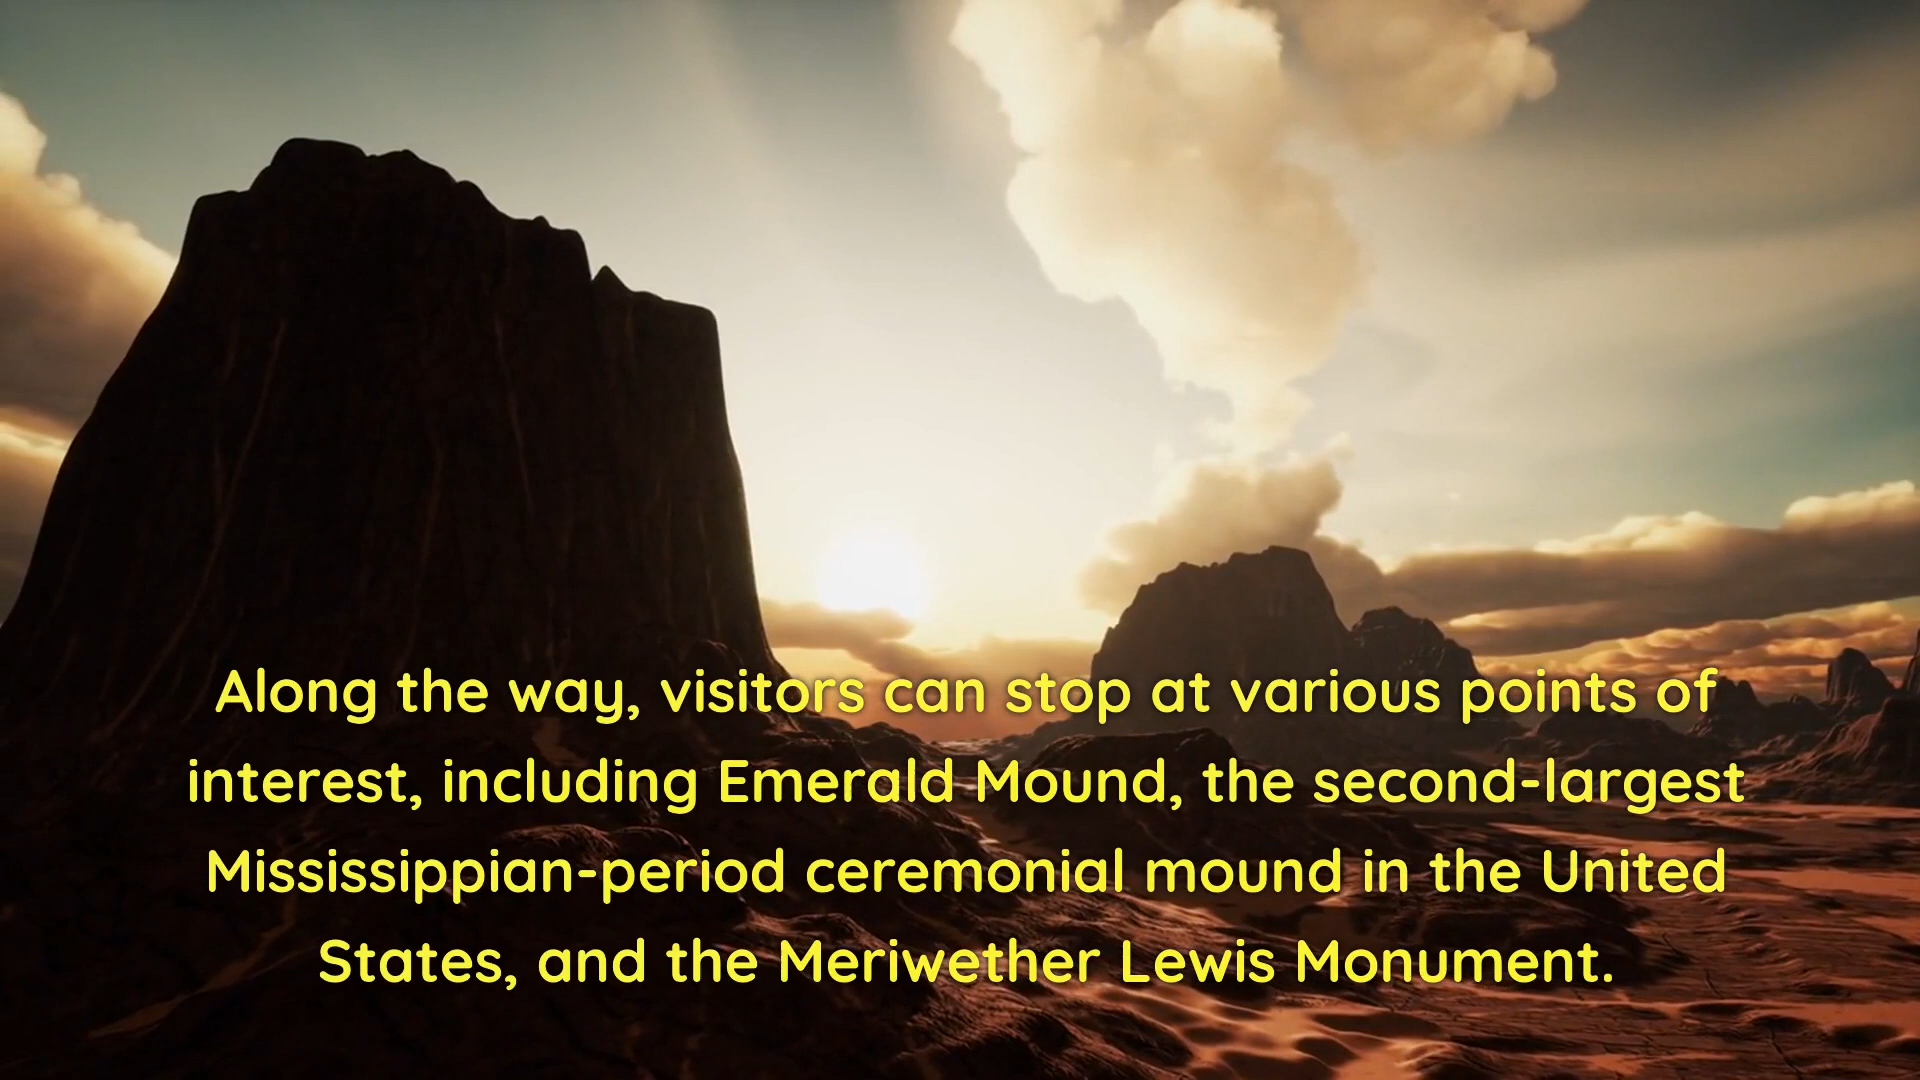 Along the way, visitors can stop at various points of
interest, including Emerald Mound, the second-largest
Mississippian-period ceremonial mound in the United
States, and the Meriwether Lewis Monument.